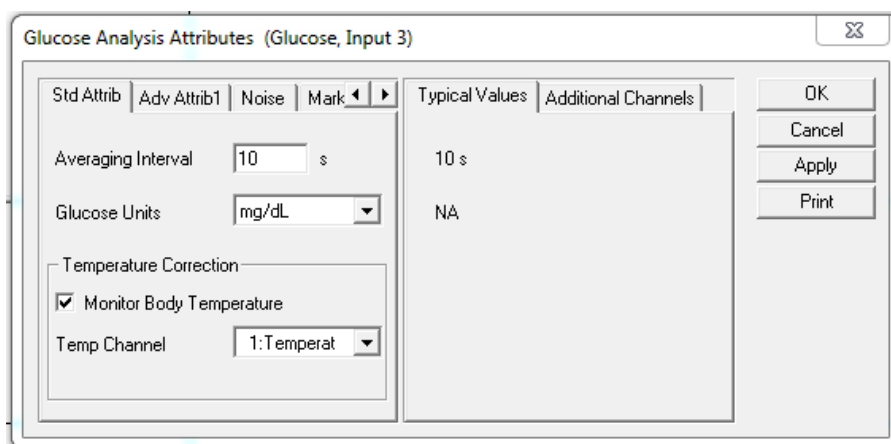 Glucose Analysis Attributes (Glucose, Input 3)
Std Attrib Adv Attrib1 Noise Mark
Typical Values Additional Channels
OK
Cancel
Apply
Print
Averaging Interval 10 s
10 s
Glucose Units mg/dL
NA
Temperature Correction
Monitor Body Temperature
Temp Channel 1:Temperat